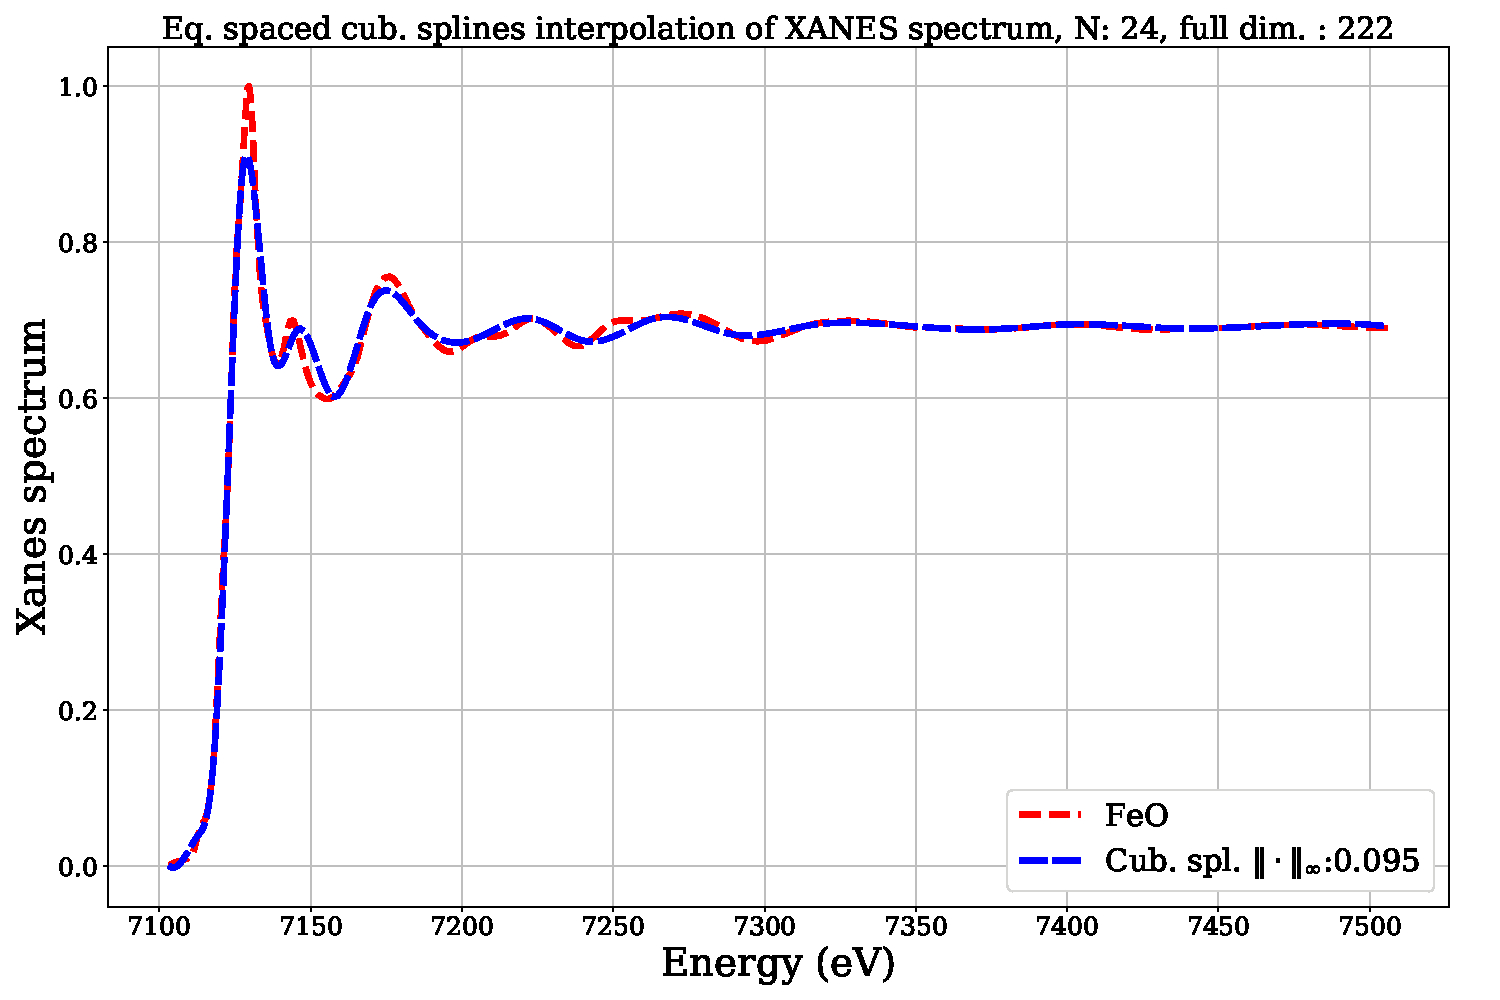 Eq. spaced cub. splines interpolation of XANES spectrum, N: 24, full dim. : 222
Xanes spectrum
1.0
0.8
0.6
0.4
0.2
0.0
FeO
Cub. spl. ‖·‖∞:0.095
7100 7150 7200 7250 7300 7350 7400 7450 7500
Energy (eV)